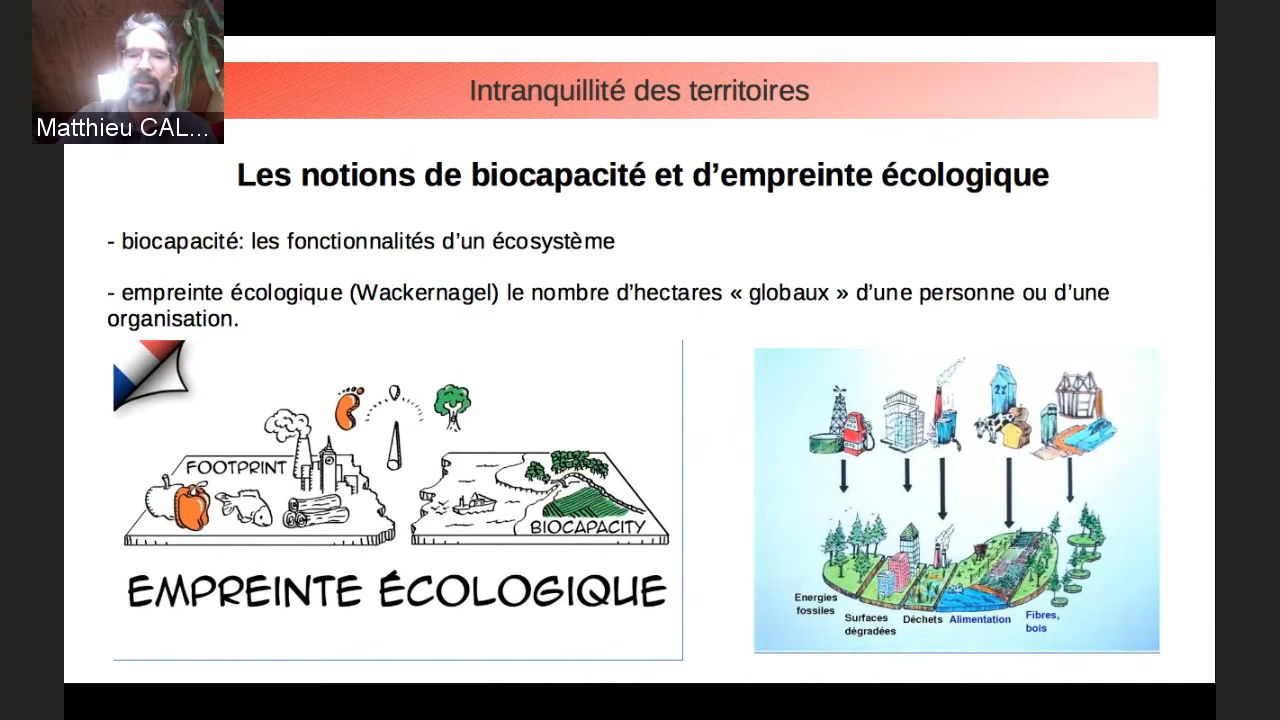 Matthieu CAL...
Intranquillité des territoires
Les notions de biocapacité et d’empreinte écologique
- biocapacité: les fonctionnalités d’un écosystème
- empreinte écologique (Wackernagel) le nombre d’hectares « globaux » d’une personne ou d’une
organisation.
FOOTPRINT
BIOCAPACITY
EMPREINTE ÉCOLOGIQUE
2%
Energies
fossiles
Surfaces
dégradées
Déchets
Alimentation
Fibres,
bois